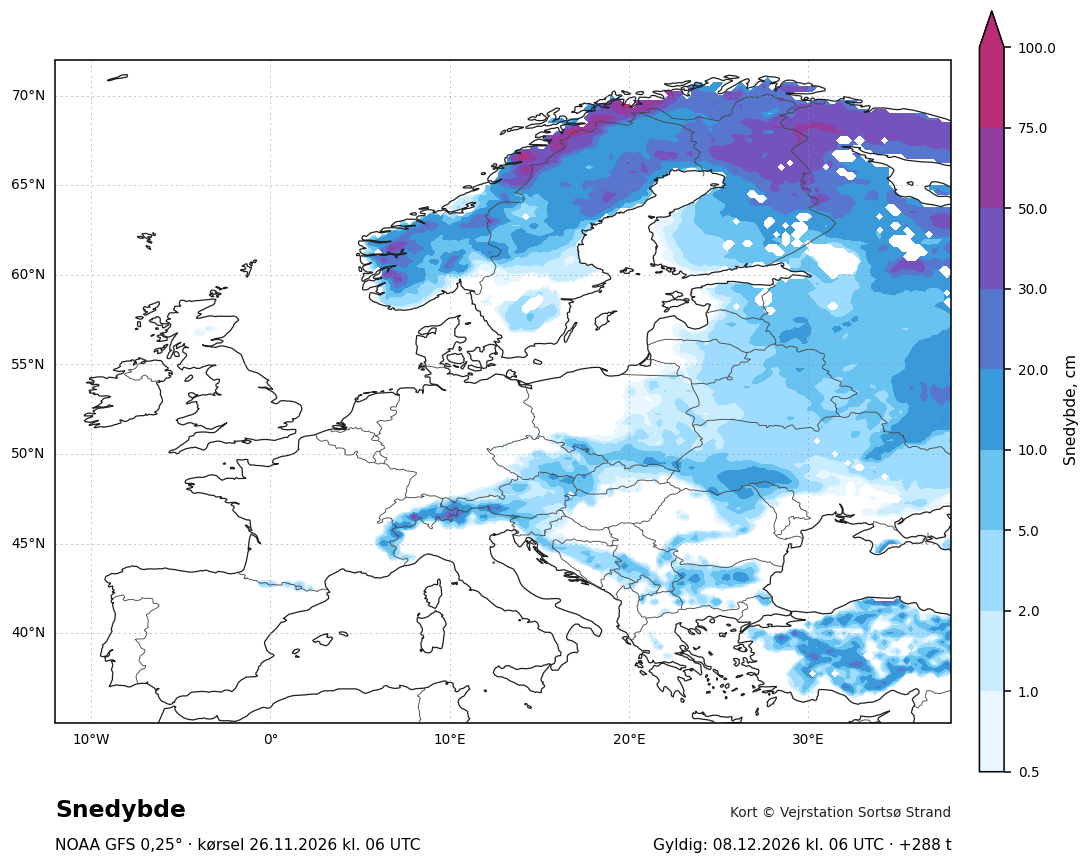 100.0
75.0
50.0
30.0
20.0
10.0
5.0
2.0
1.0
0.5
Snedybde, cm
70°N
65°N
60°N
55°N
50°N
45°N
40°N
10°W 0° 10°E 20°E 30°E
Snedybde
Kort © Vejrstation Sortsø Strand
NOAA GFS 0,25° · kørsel 26.11.2026 kl. 06 UTC
Gyldig: 08.12.2026 kl. 06 UTC · +288 t